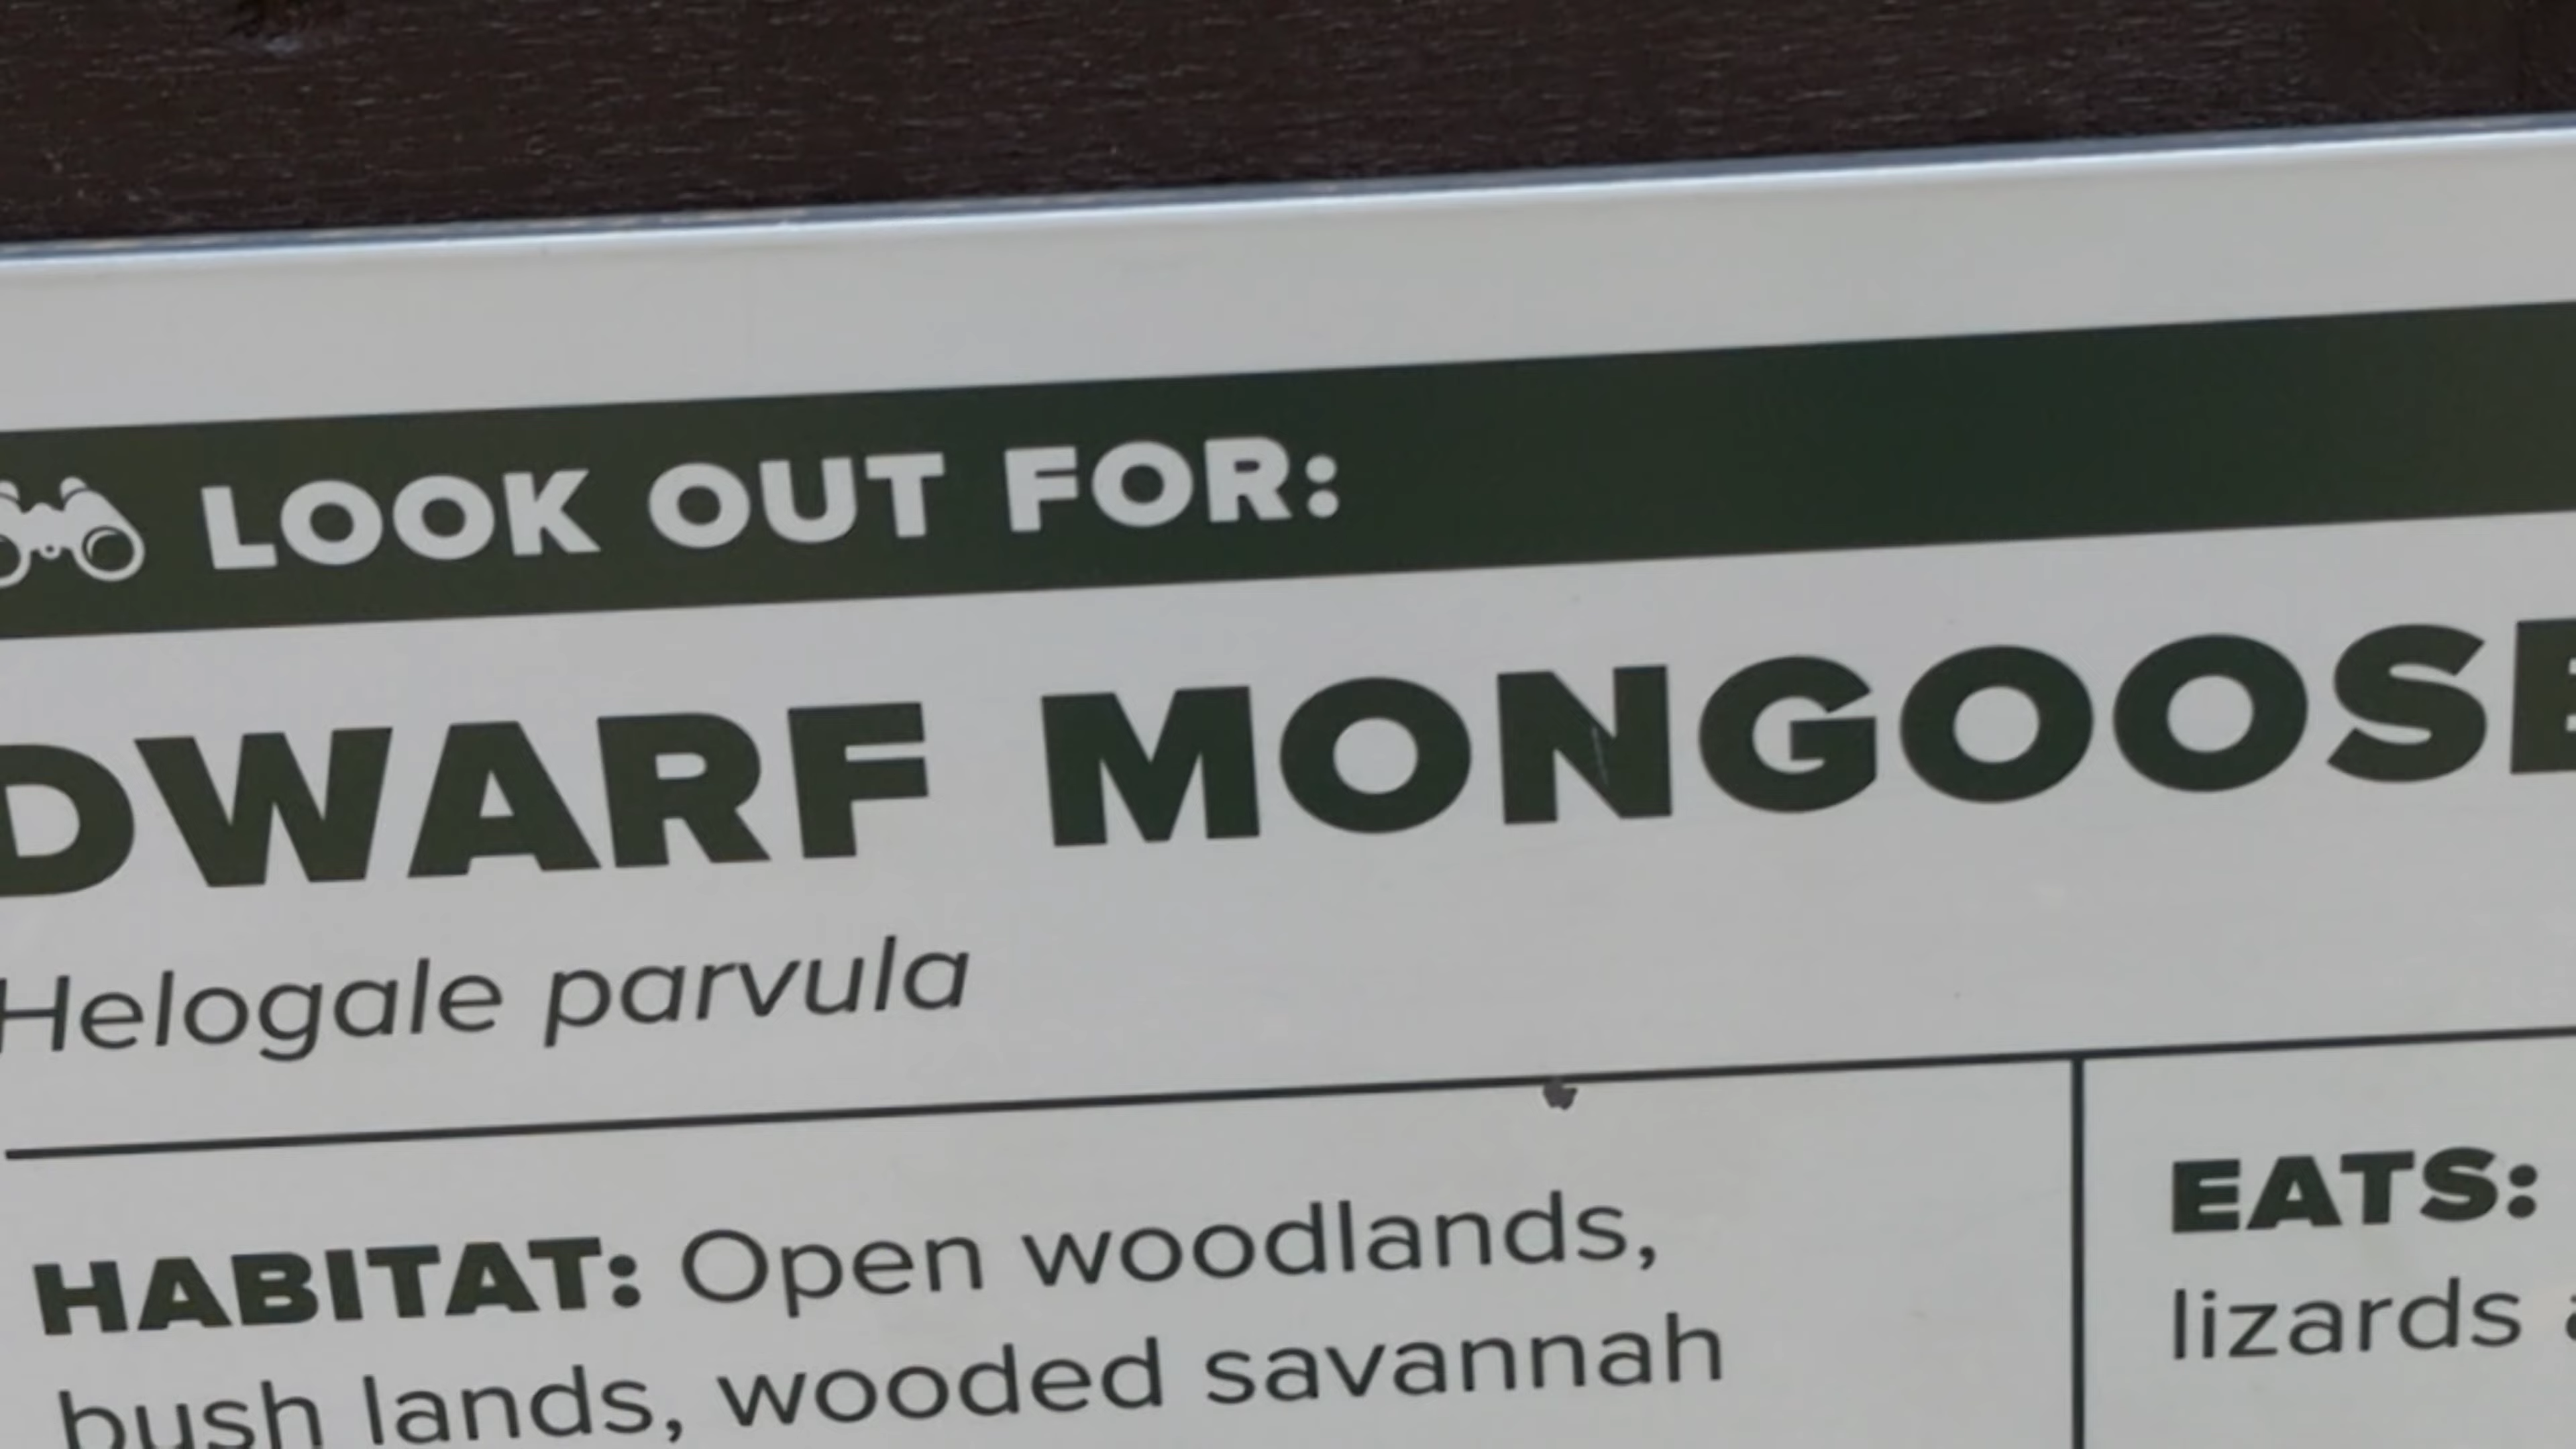 LOOK OUT FOR:
DWARF MONGOOSE
Helogale parvula
HABITAT: Open woodlands,
bush lands, wooded savannah
EATS:
lizards